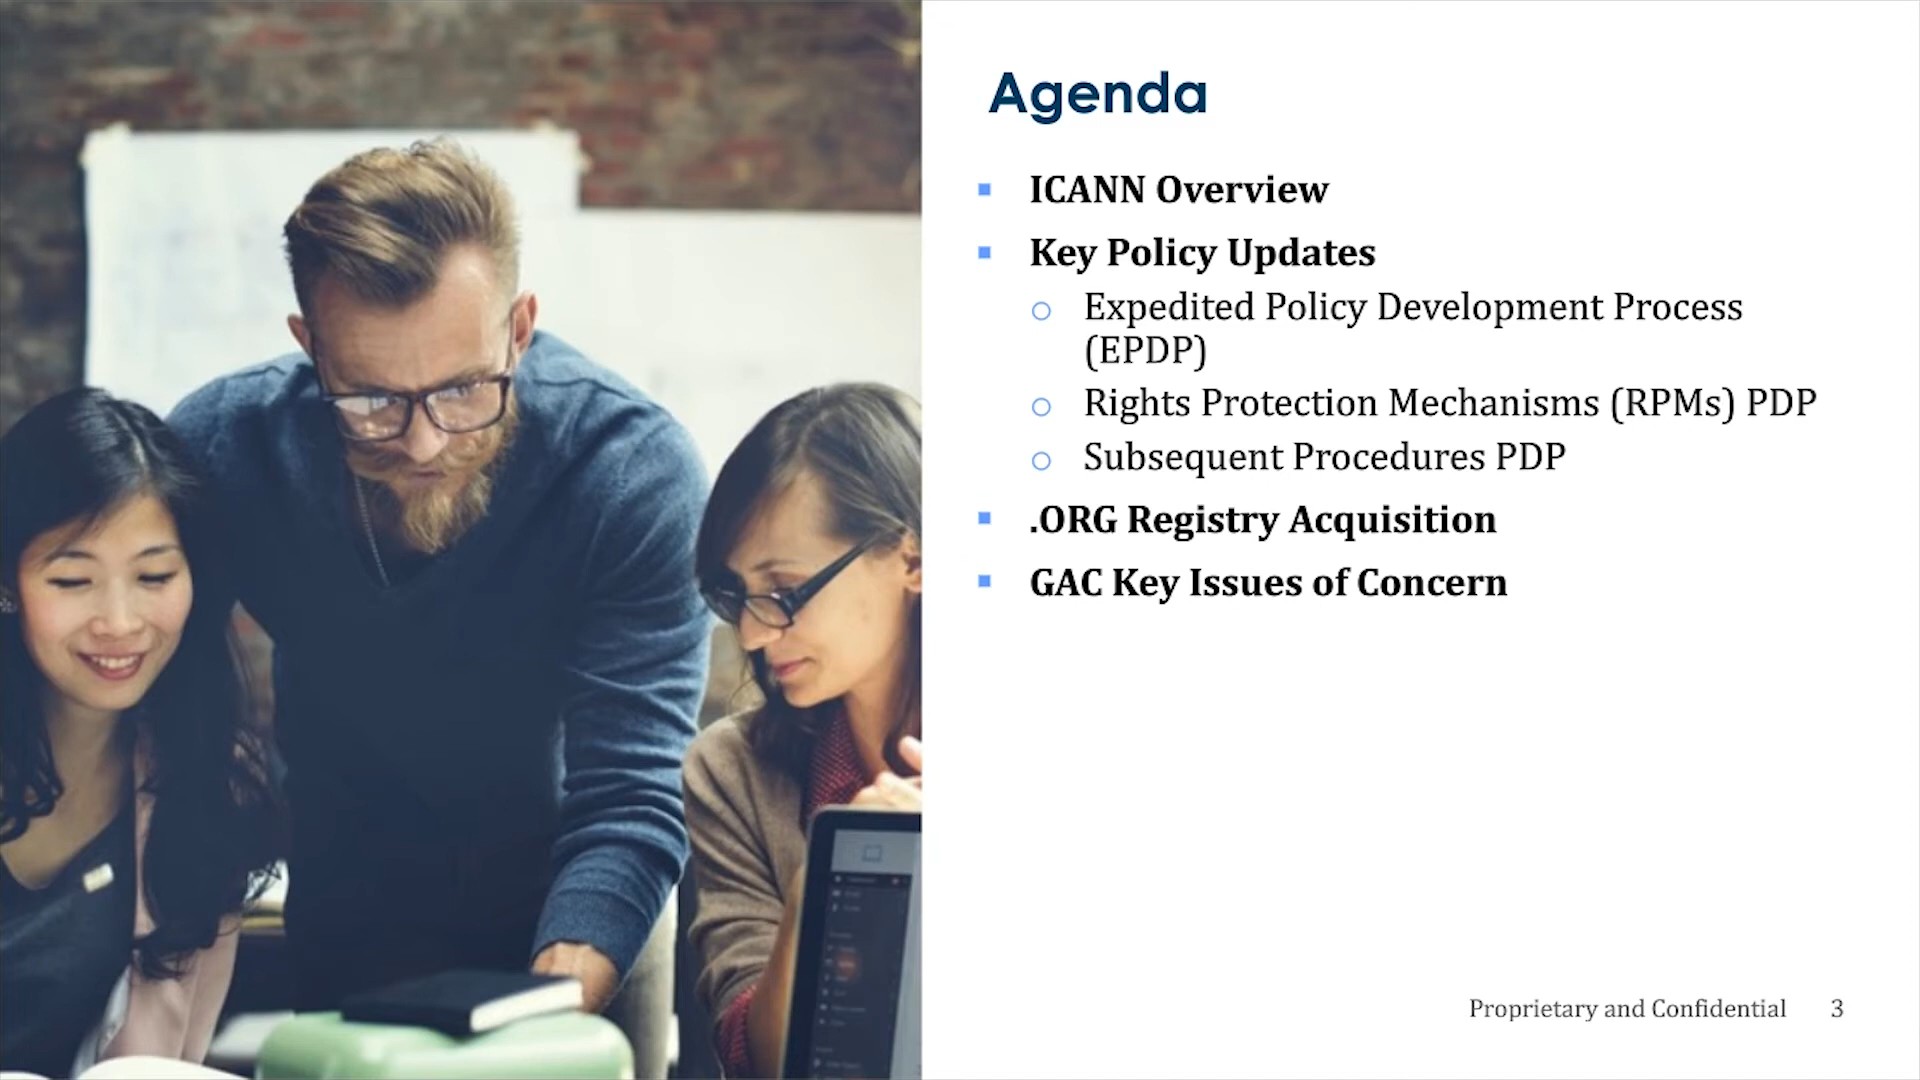 Agenda
ICANN Overview
Key Policy Updates
Expedited Policy Development Process
(EPDP)
Rights Protection Mechanisms (RPMs) PDP
Subsequent Procedures PDP
.ORG Registry Acquisition
GAC Key Issues of Concern
Proprietary and Confidential 3